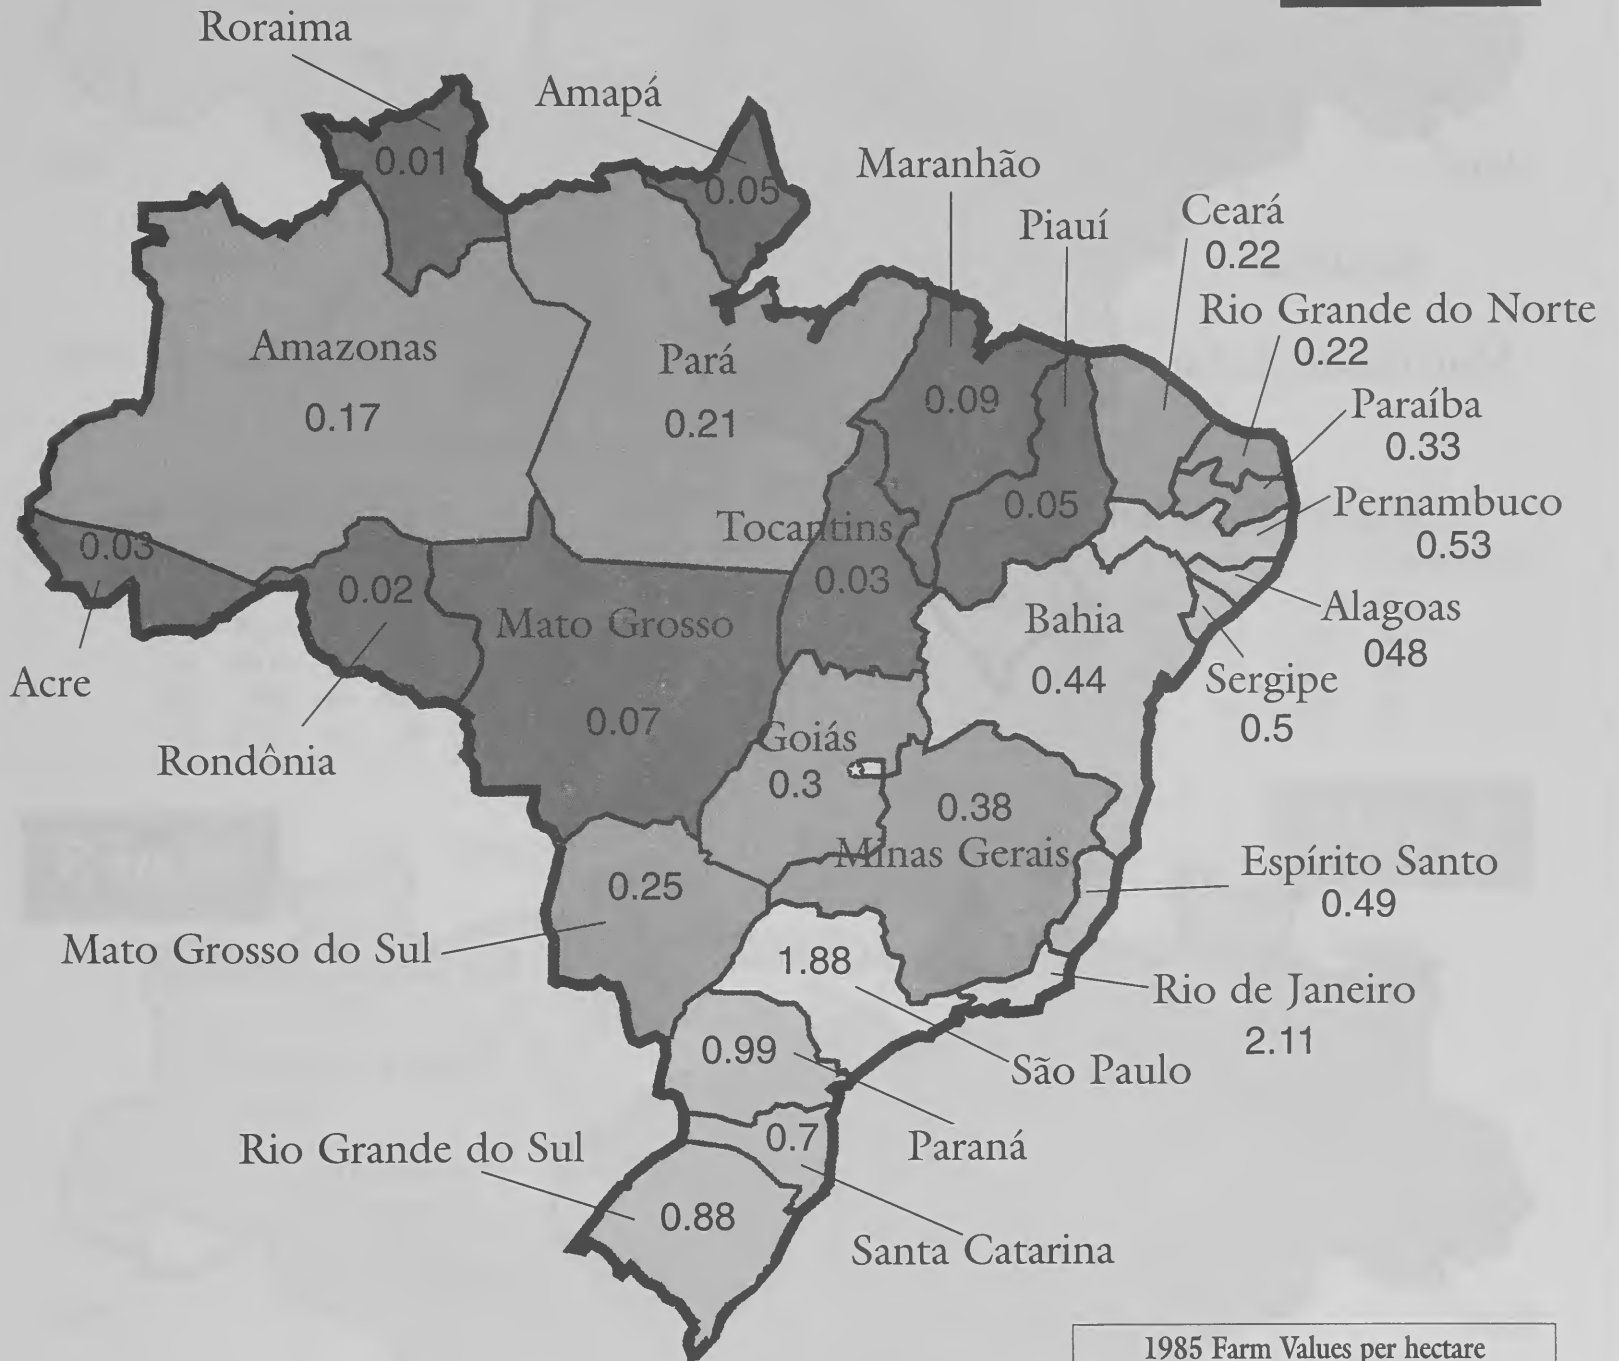 Roraima
Amapá
0.01
0.05
Maranhão
Piauí
Ceará
0.22
Rio Grande do Norte
0.22
Amazonas
0.17
Pará
0.21
0.09
Paraíba
0.33
0.05
Pernambuco
0.53
Tocantins
0.03
0.03
Acre
0.02
Rondônia
Mato Grosso
0.07
Bahia
0.44
Alagoas
048
Sergipe
0.5
Goiás
0.3
0.38
Minas Gerais
Espírito Santo
0.49
0.25
Mato Grosso do Sul
1.88
Rio de Janeiro
2.11
São Paulo
0.99
Paraná
0.7
Rio Grande do Sul
0.88
Santa Catarina
1985 Farm Values per hectare